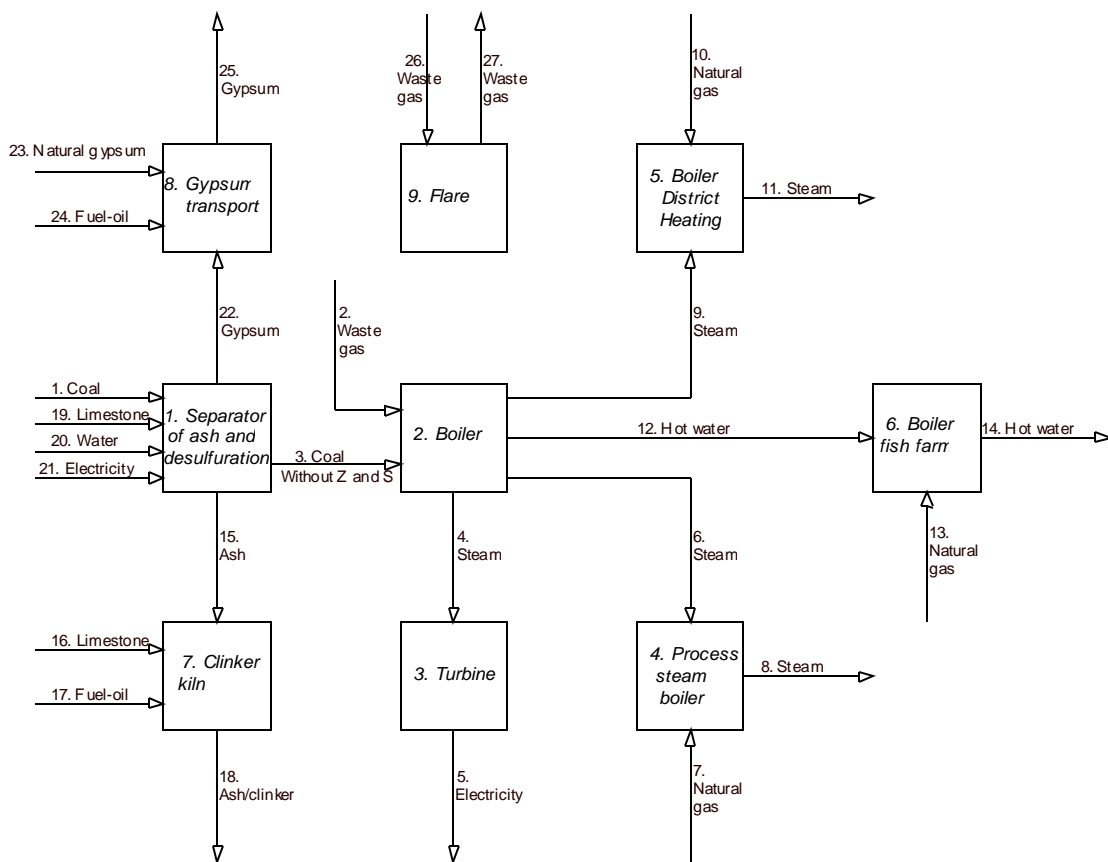 25.
Gypsum
26.
Waste
gas
27.
Waste
gas
10.
Natural
gas
23. Natural gypsum
24. Fuel-oil
8. Gypsum
transport
9. Flare
5. Boiler
District
Heating
11. Steam
22.
Gypsum
2.
Waste
gas
9.
Steam
1. Coal
19. Limestone
20. Water
21. Electricity
1. Separator
of ash and
desulfuration
3. Coal
Without Z and S
2. Boiler
12. Hot water
6. Boiler
fish farm
14. Hot water
15.
Ash
4.
Steam
6.
Steam
13.
Natural
gas
16. Limestone
17. Fuel-oil
7. Clinker
kiln
3. Turbine
4. Process
steam
boiler
8. Steam
18.
Ash/clinker
5.
Electricity
7.
Natural
gas